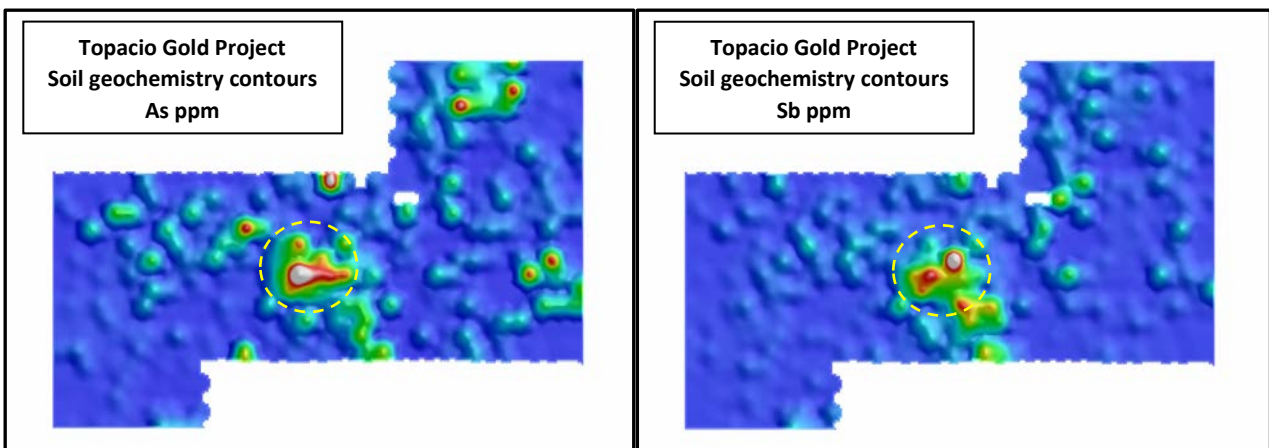 Topacio Gold Project
Soil geochemistry contours
As ppm
Topacio Gold Project
Soil geochemistry contours
Sb ppm